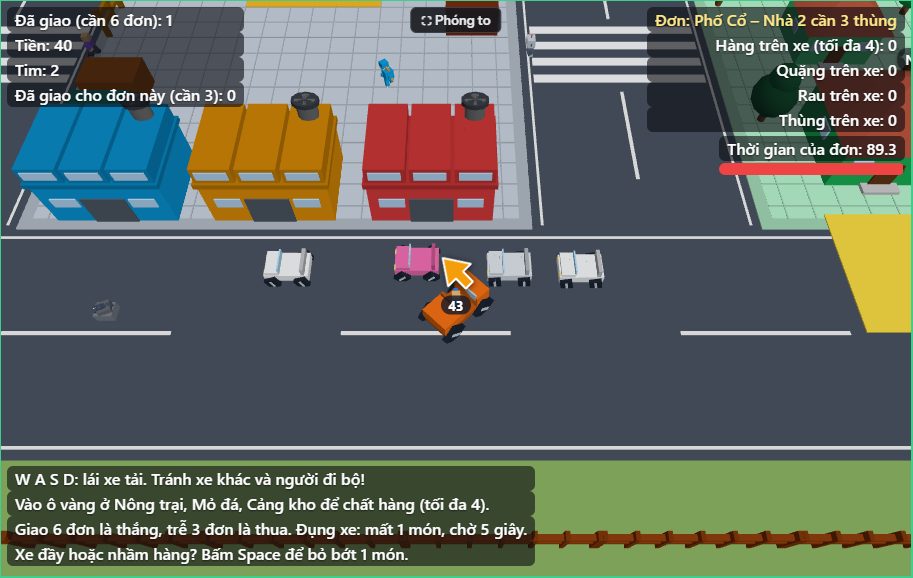 Đã giao (cần 6 đơn): 1
Tiền: 40
Tim: 2
Đã giao cho đơn này (cần 3): 0
Phóng to
Đơn: Phố Cổ – Nhà 2 cần 3 thùng
Hàng trên xe (tối đa 4): 0
Quặng trên xe: 0
Rau trên xe: 0
Thùng trên xe: 0
Thời gian của đơn: 89.3
43
W A S D: lái xe tải. Tránh xe khác và người đi bộ!
Vào ô vàng ở Nông trại, Mỏ đá, Cảng kho để chất hàng (tối đa 4).
Giao 6 đơn là thắng, trễ 3 đơn là thua. Đụng xe: mất 1 món, chờ 5 giây.
Xe đầy hoặc nhầm hàng? Bấm Space để bỏ bớt 1 món.